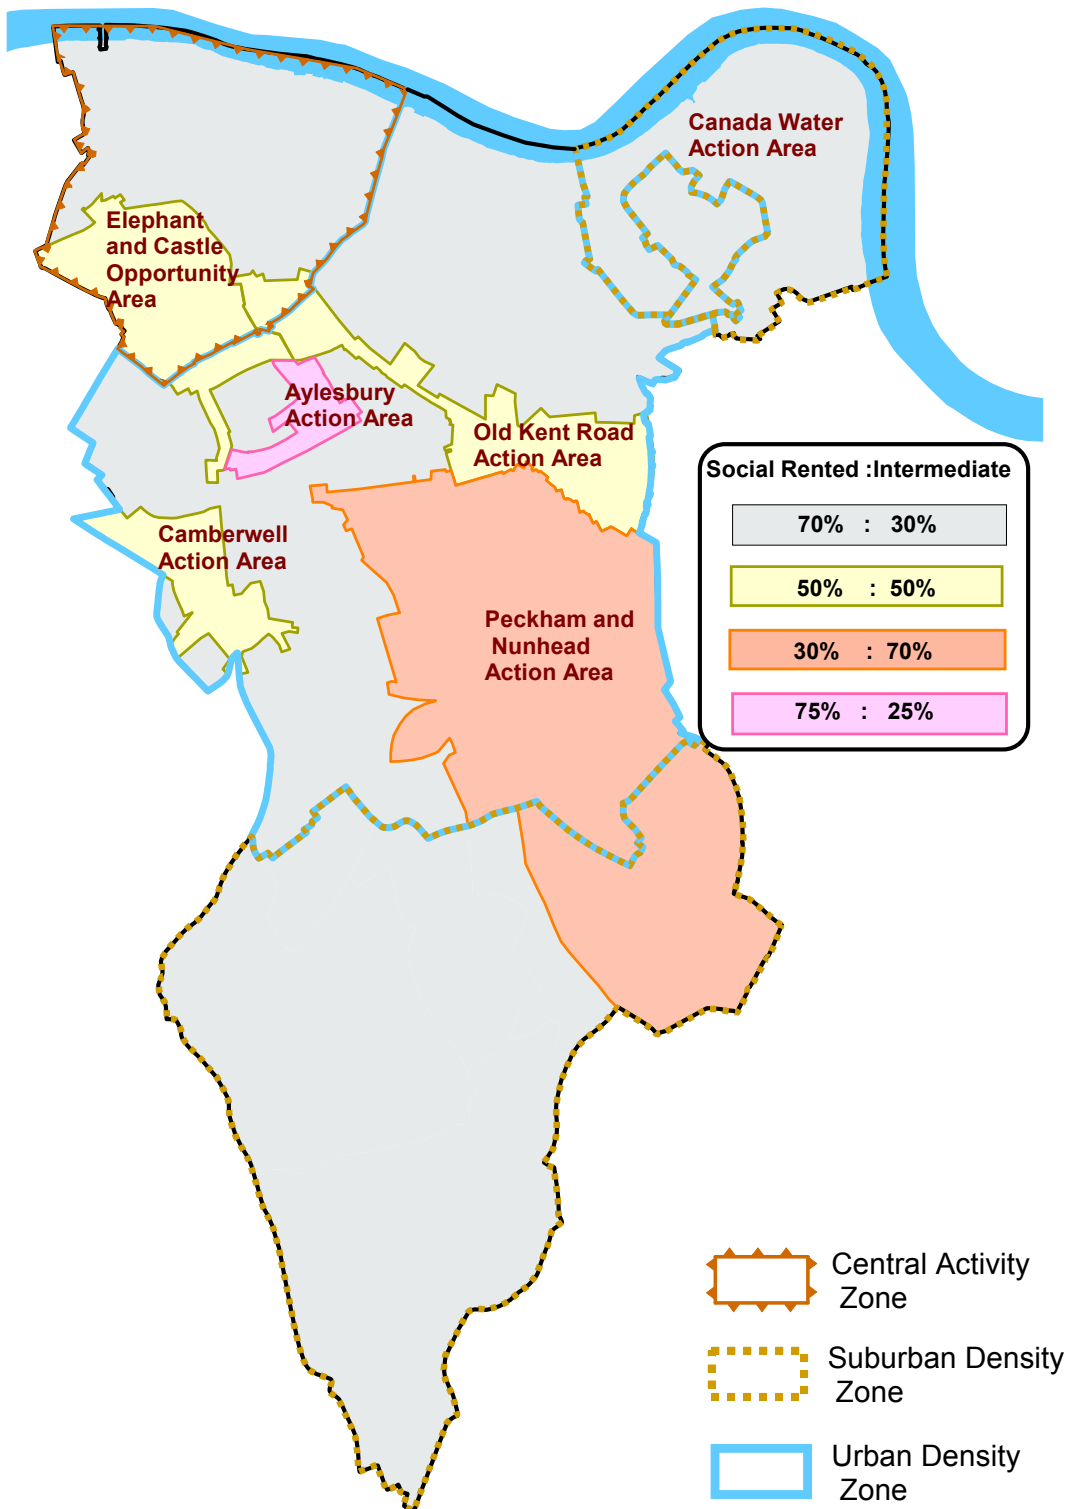 Canada Water
Action Area
Elephant
and Castle
Opportunity
Area
Aylesbury
Action Area
Old Kent Road
Action Area
Camberwell
Action Area
Peckham and
Nunhead
Action Area
Social Rented :Intermediate
70% : 30%
50% : 50%
30% : 70%
75% : 25%
Central Activity
Zone
Suburban Density
Zone
Urban Density
Zone